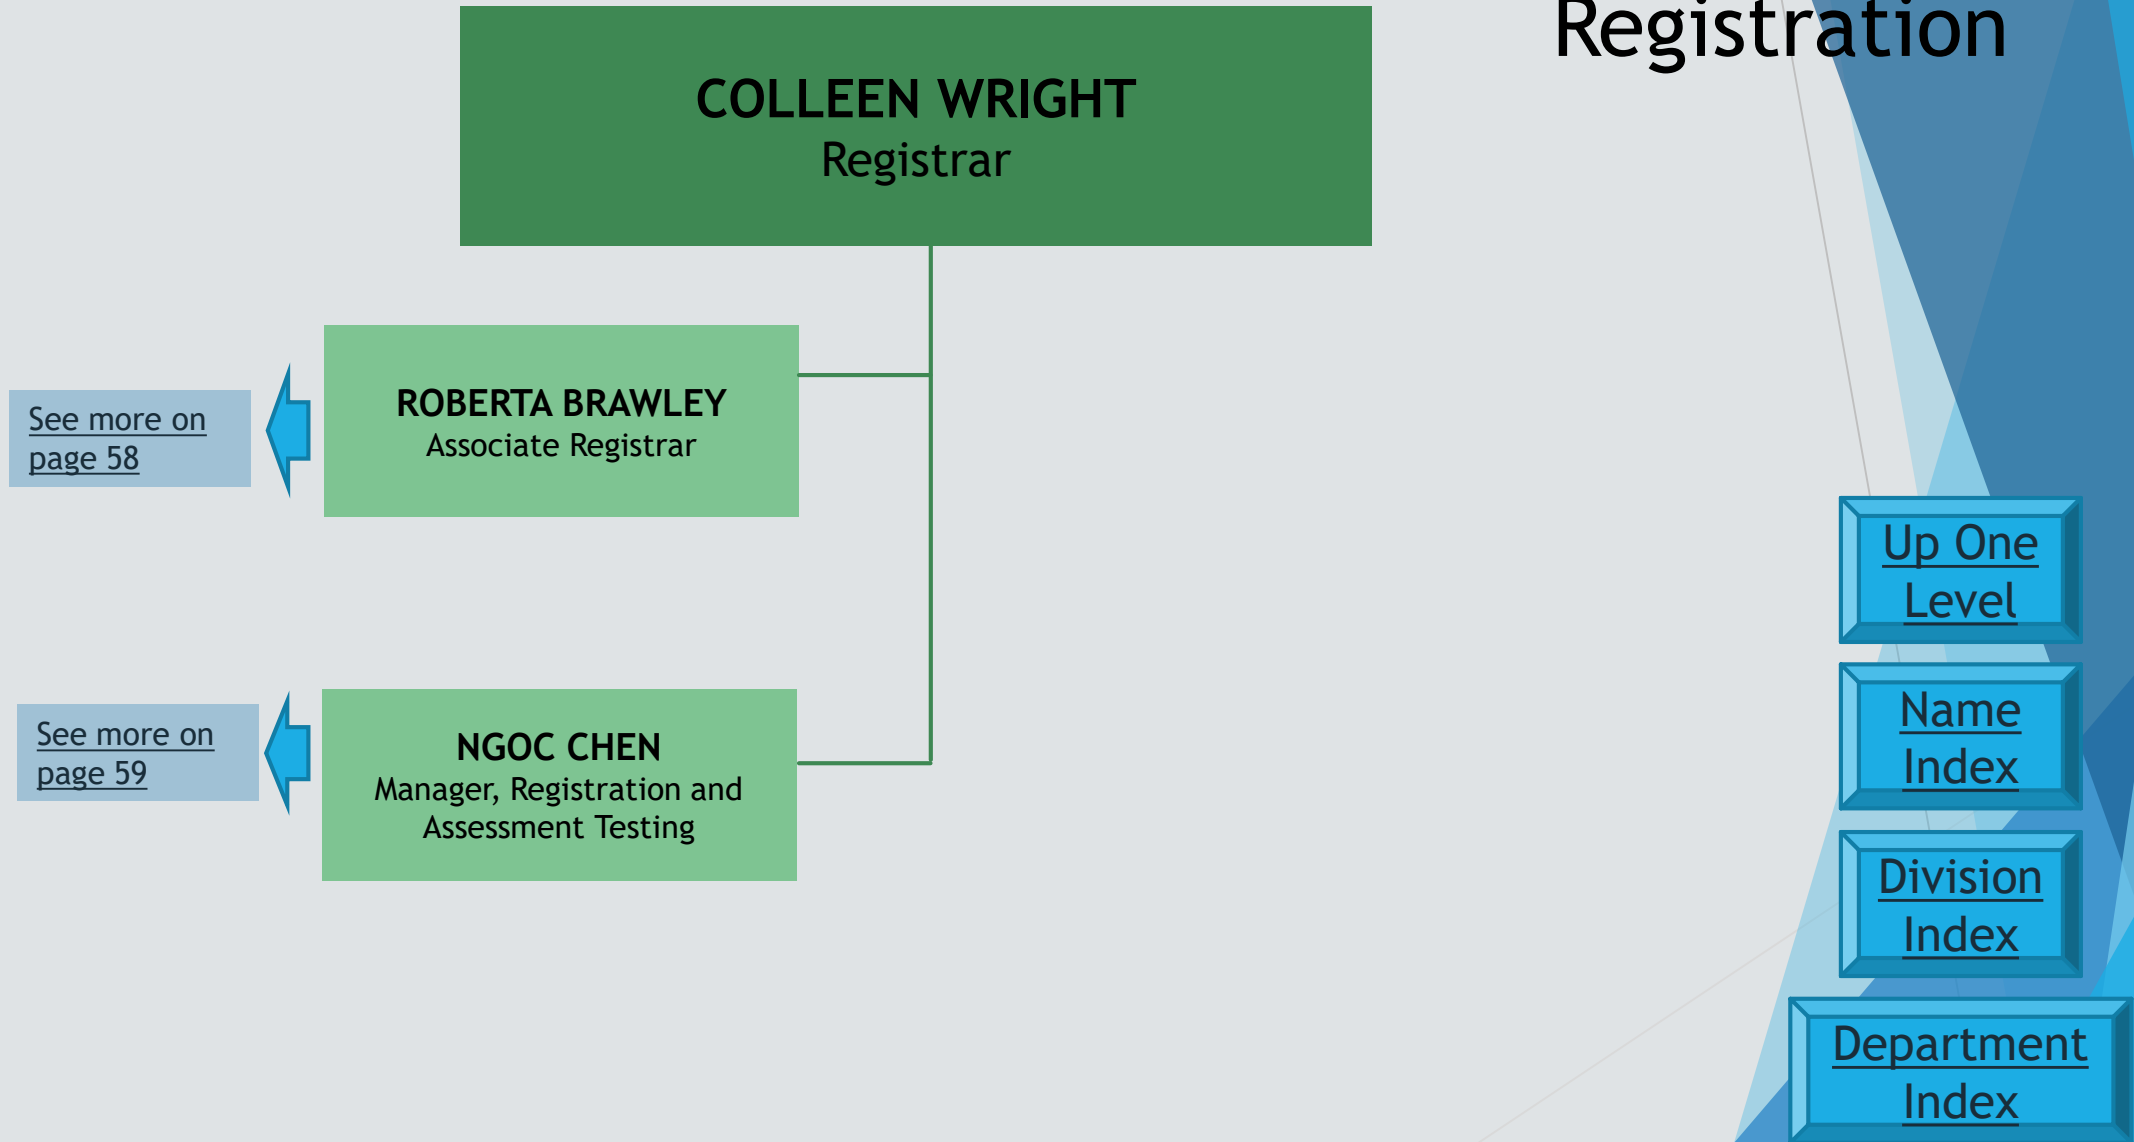 Registration
COLLEEN WRIGHT
Registrar
ROBERTA BRAWLEY
Associate Registrar
See more on
page 58
NGOC CHEN
Manager, Registration and
Assessment Testing
See more on
page 59
Up One
Level
Name
Index
Division
Index
Department
Index